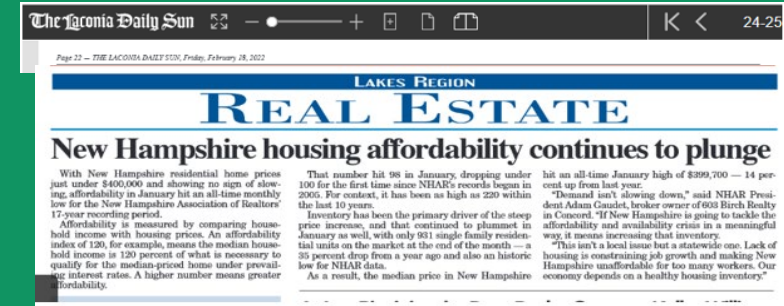 The Laconia Daily Sun
24-25
Page 22 — THE LACONIA DAILY SUN, Friday, February 18, 2022
LAKES REGION
REAL ESTATE
New Hampshire housing affordability continues to plunge
With New Hampshire residential home prices
just under $400,000 and showing no sign of slow-
ing, affordability in January hit an all-time monthly
low for the New Hampshire Association of Realtors'
17-year recording period.
Affordability is measured by comparing house-
hold income with housing prices. An affordability
index of 120, for example, means the median house-
hold income is 120 percent of what is necessary to
qualify for the median-priced home under prevail-
ing interest rates. A higher number means greater
affordability.
That number hit 98 in January, dropping under
100 for the first time since NHAR's records began in
2005. For context, it has been as high as 220 within
the last 10 years.
Inventory has been the primary driver of the steep
price increase, and that continued to plummet in
January as well, with only 931 single family residen-
tial units on the market at the end of the month — a
35 percent drop from a year ago and also an historic
low for NHAR data.
As a result, the median price in New Hampshire
hit an all-time January high of $399,700 — 14 per-
cent up from last year.
"Demand isn't slowing down," said NHAR Presi-
dent Adam Gaudet, broker owner of 603 Birch Realty
in Concord. "If New Hampshire is going to tackle the
affordability and availability crisis in a meaningful
way, it means increasing that inventory.
"This isn't a local issue but a statewide one. Lack of
housing is constraining job growth and making New
Hampshire unaffordable for too many workers. Our
economy depends on a healthy housing inventory."